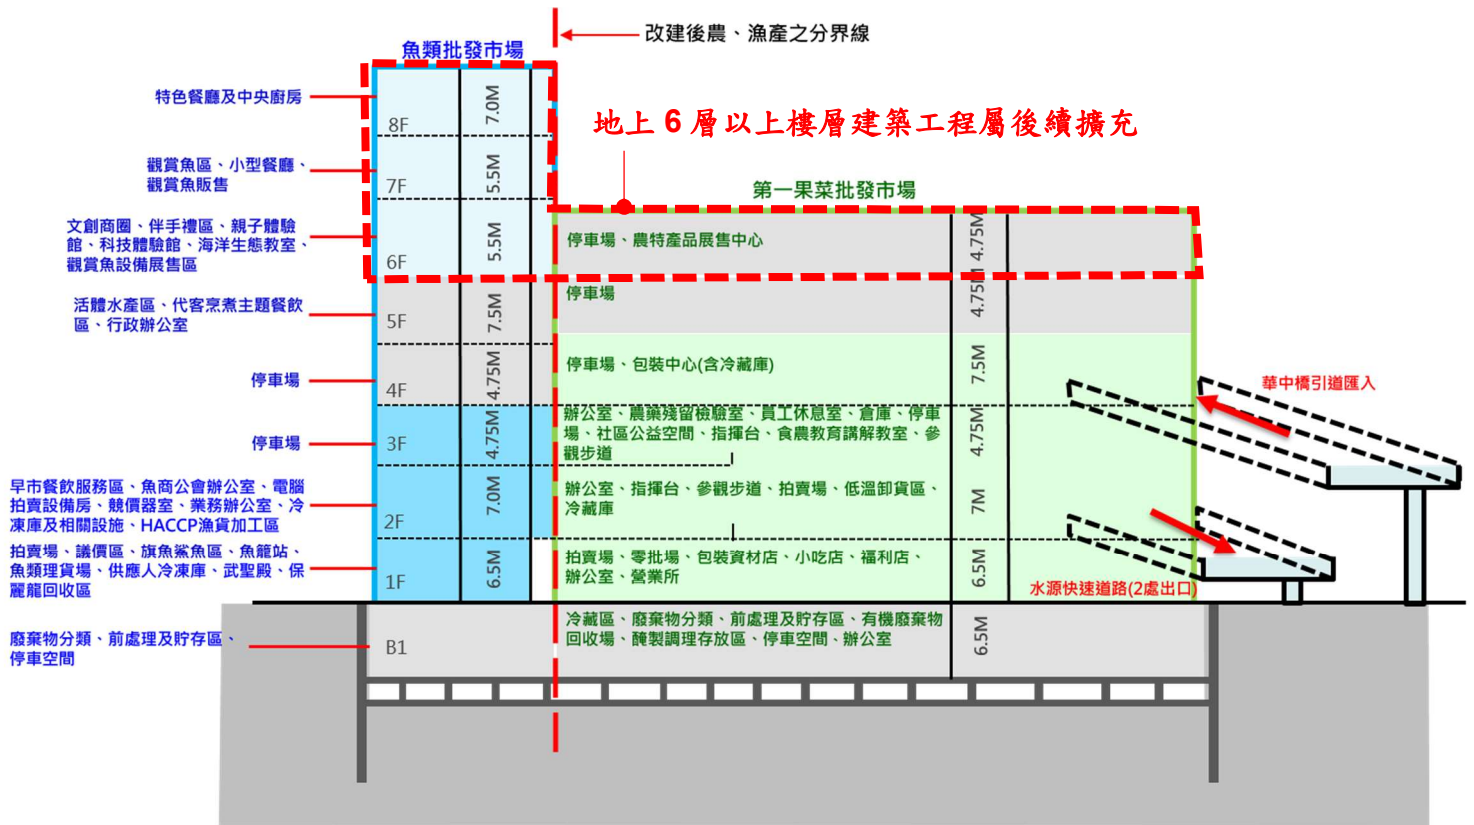 改建後農、漁產之分界線
魚類批發市場
地上 6 層以上樓層建築工程屬後續擴充
第一果菜批發市場
特色餐廳及中央廚房
8F
7.0M
觀賞魚區、小型餐廳、
觀賞魚販售
7F
5.5M
文創商圈、伴手禮區、親子體驗
館、科技體驗館、海洋生態教室、
觀賞魚設備展售區
6F
5.5M
停車場、農特產品展售中心
4.75M
活體水產區、代客烹煮主題餐飲
區、行政辦公室
5F
7.5M
停車場
4.75M
停車場
4F
4.75M
停車場、包裝中心(含冷藏庫)
7.5M
華中橋引道匯入
停車場
3F
4.75M
辦公室、農藥殘留檢驗室、員工休息室、倉庫、停車
場、社區公益空間、指揮台、食農教育講解教室、參
觀步道
4.75M
早市餐飲服務區、魚商公會辦公室、電腦
拍賣設備房、競價器室、業務辦公室、冷
凍庫及相關設施、HACCP漁貨加工區
2F
7.0M
辦公室、指揮台、參觀步道、拍賣場、低溫卸貨區、
冷藏庫
7M
拍賣場、議價區、旗魚鯊魚區、魚籠站、
魚類理貨場、供應人冷凍庫、武聖殿、保
麗龍回收區
1F
6.5M
拍賣場、零批場、包裝資材店、小吃店、福利店、
辦公室、營業所
6.5M
水源快速道路(2處出口)
廢棄物分類、前處理及貯存區、
停車空間
B1
冷藏區、廢棄物分類、前處理及貯存區、有機廢棄物
回收場、醃製調理存放區、停車空間、辦公室
6.5M